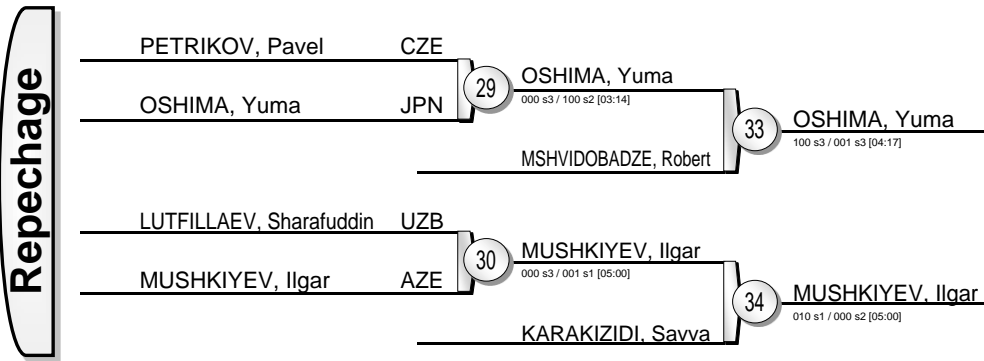 Repechage
PETRIKOV, Pavel CZE
OSHIMA, Yuma JPN
29
OSHIMA, Yuma
000 s3 / 100 s2 [03:14]
MSHVIDOBADZE, Robert
33
OSHIMA, Yuma
100 s3 / 001 s3 [04:17]
LUTFILLAEV, Sharafuddin UZB
MUSHKIYEV, Ilgar AZE
30
MUSHKIYEV, Ilgar
000 s3 / 001 s1 [05:00]
KARAKIZIDI, Savva
34
MUSHKIYEV, Ilgar
010 s1 / 000 s2 [05:00]